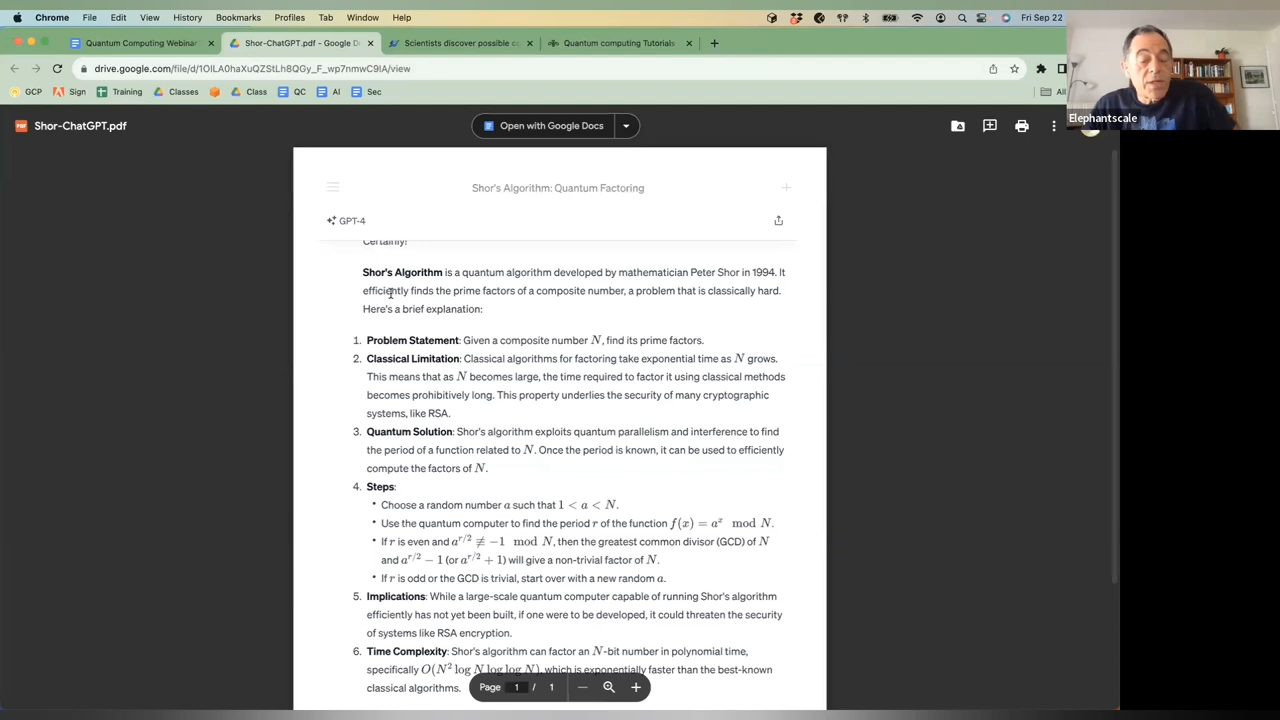 Chrome File Edit View History Bookmarks Profiles Tab Window Help Fri Sep 22
Quantum Computing Webinar Shor-ChatGPT.pdf - Google D Scientists discover possible co Quantum computing Tutorials
drive.google.com/file/d/1OILA0haXuQZStLh8QGy_F_wp7nmwC9lA/view
GCP Sign Training Classes Class QC AI Sec All
Elephantscale
PDF Shor-ChatGPT.pdf Open with Google Docs
Shor's Algorithm: Quantum Factoring
GPT-4
Certainly!
Shor's Algorithm is a quantum algorithm developed by mathematician Peter Shor in 1994. It
efficiently finds the prime factors of a composite number, a problem that is classically hard.
Here's a brief explanation:
1. Problem Statement: Given a composite number N, find its prime factors.
2. Classical Limitation: Classical algorithms for factoring take exponential time as N grows.
This means that as N becomes large, the time required to factor it using classical methods
becomes prohibitively long. This property underlies the security of many cryptographic
systems, like RSA.
3. Quantum Solution: Shor's algorithm exploits quantum parallelism and interference to find
the period of a function related to N. Once the period is known, it can be used to efficiently
compute the factors of N.
4. Steps:
• Choose a random number a such that 1 < a < N.
• Use the quantum computer to find the period r of the function f(x) = a^x mod N.
• If r is even and a^{r/2} ≢ −1 mod N, then the greatest common divisor (GCD) of N
and a^{r/2} − 1 (or a^{r/2} + 1) will give a non-trivial factor of N.
• If r is odd or the GCD is trivial, start over with a new random a.
5. Implications: While a large-scale quantum computer capable of running Shor's algorithm
efficiently has not yet been built, if one were to be developed, it could threaten the security
of systems like RSA encryption.
6. Time Complexity: Shor's algorithm can factor an N-bit number in polynomial time,
specifically O(N^2 log N log log N), which is exponentially faster than the best-known
classical algorithms.
Page 1 / 1